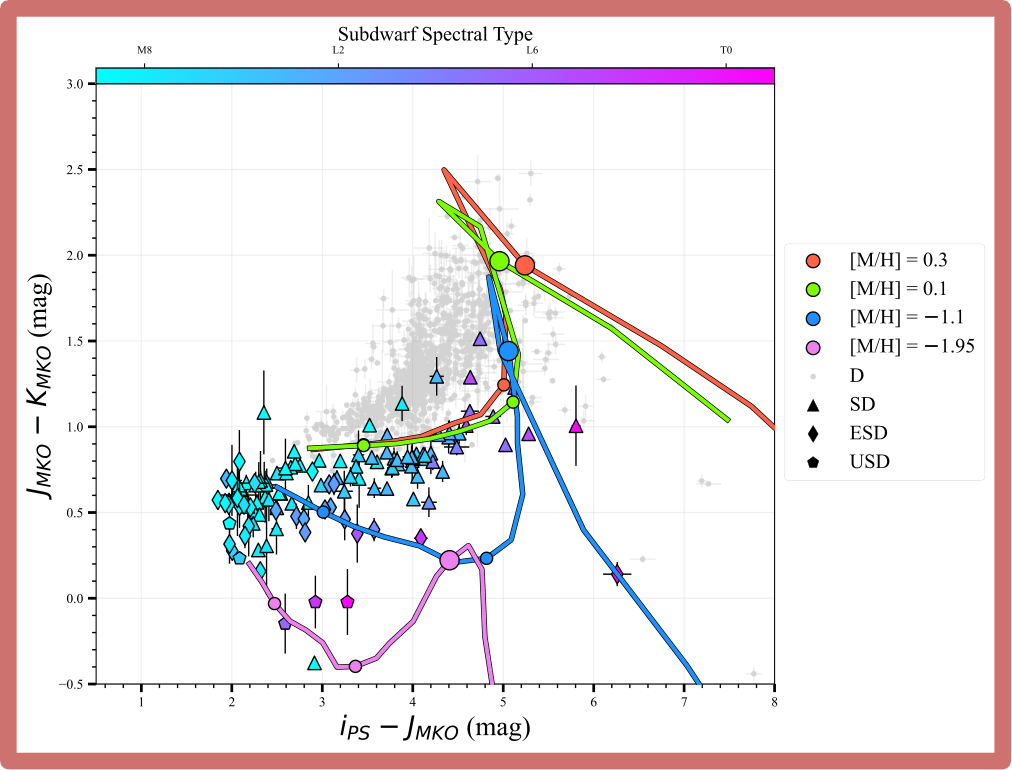 Subdwarf Spectral Type
M8 L2 L6 T0
3.0
2.5
2.0
1.5
1.0
0.5
0.0
−0.5
J_MKO − K_MKO (mag)
1 2 3 4 5 6 7 8
i_PS − J_MKO (mag)
[M/H] = 0.3
[M/H] = 0.1
[M/H] = −1.1
[M/H] = −1.95
D
SD
ESD
USD